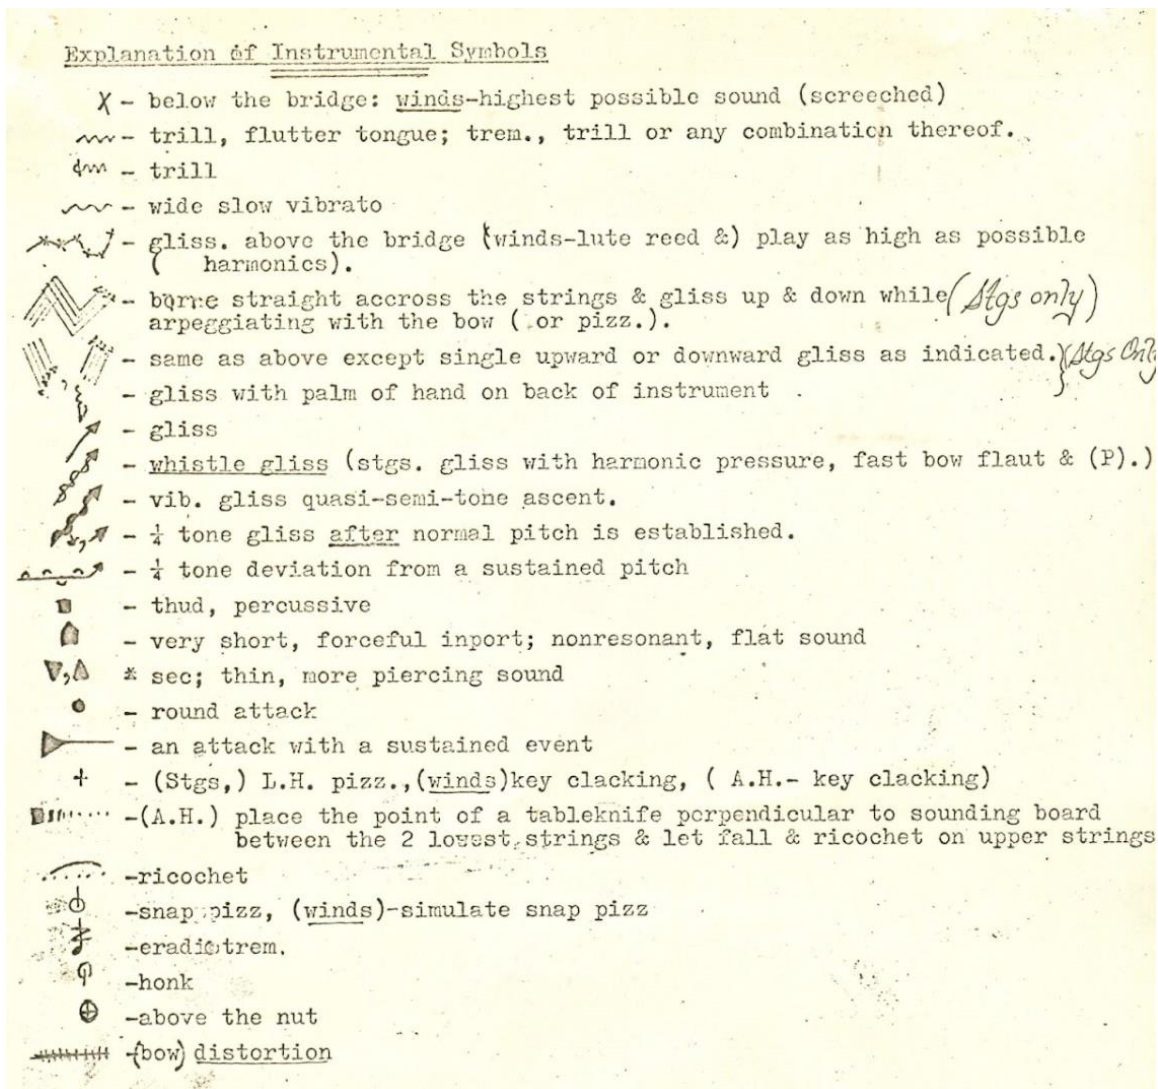 Explanation of Instrumental Symbols
X - below the bridge: winds-highest possible sound (screeched)
- trill, flutter tongue; trem., trill or any combination thereof.
- trill
- wide slow vibrato
- gliss. above the bridge (winds-lute reed &) play as high as possible
( harmonics).
- barre straight accross the strings & gliss up & down while (Stgs only)
arpeggiating with the bow ( or pizz.).
- same as above except single upward or downward gliss as indicated.) (Stgs Only
- gliss with palm of hand on back of instrument
- gliss
- whistle gliss (stgs. gliss with harmonic pressure, fast bow flaut & (P).)
- vib. gliss quasi-semi-tone ascent.
- ¼ tone gliss after normal pitch is established.
- ¼ tone deviation from a sustained pitch
- thud, percussive
- very short, forceful inport; nonresonant, flat sound
* sec; thin, more piercing sound
- round attack
- an attack with a sustained event
+ - (Stgs,) L.H. pizz.,(winds)key clacking, ( A.H.- key clacking)
-(A.H.) place the point of a tableknife perpendicular to sounding board
between the 2 lowest strings & let fall & ricochet on upper strings
-ricochet
-snap pizz, (winds)-simulate snap pizz
-eradic trem.
-honk
-above the nut
-(bow) distortion